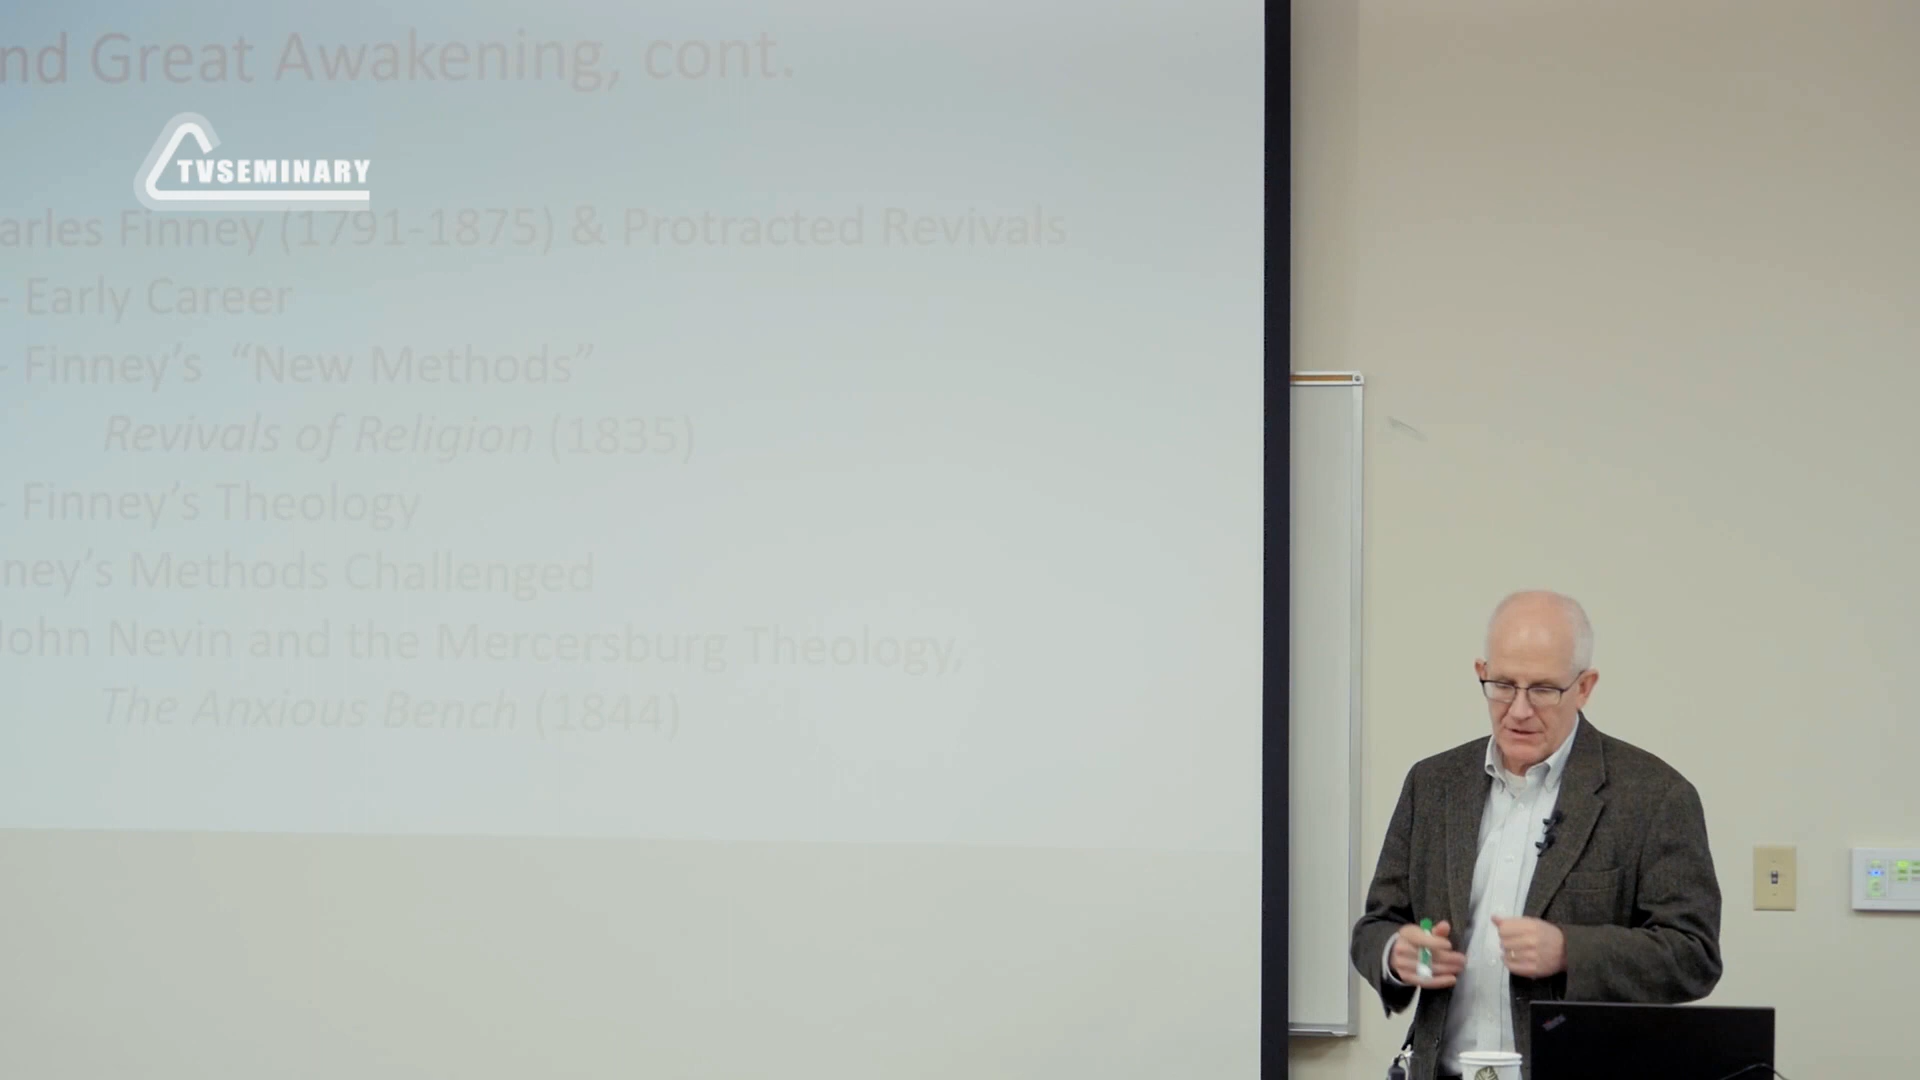 nd Great Awakening, cont.
TVSEMINARY
arles Finney (1791-1875) & Protracted Revivals
- Early Career
- Finney's "New Methods"
Revivals of Religion (1835)
- Finney's Theology
ney's Methods Challenged
John Nevin and the Mercersburg Theology,
The Anxious Bench (1844)